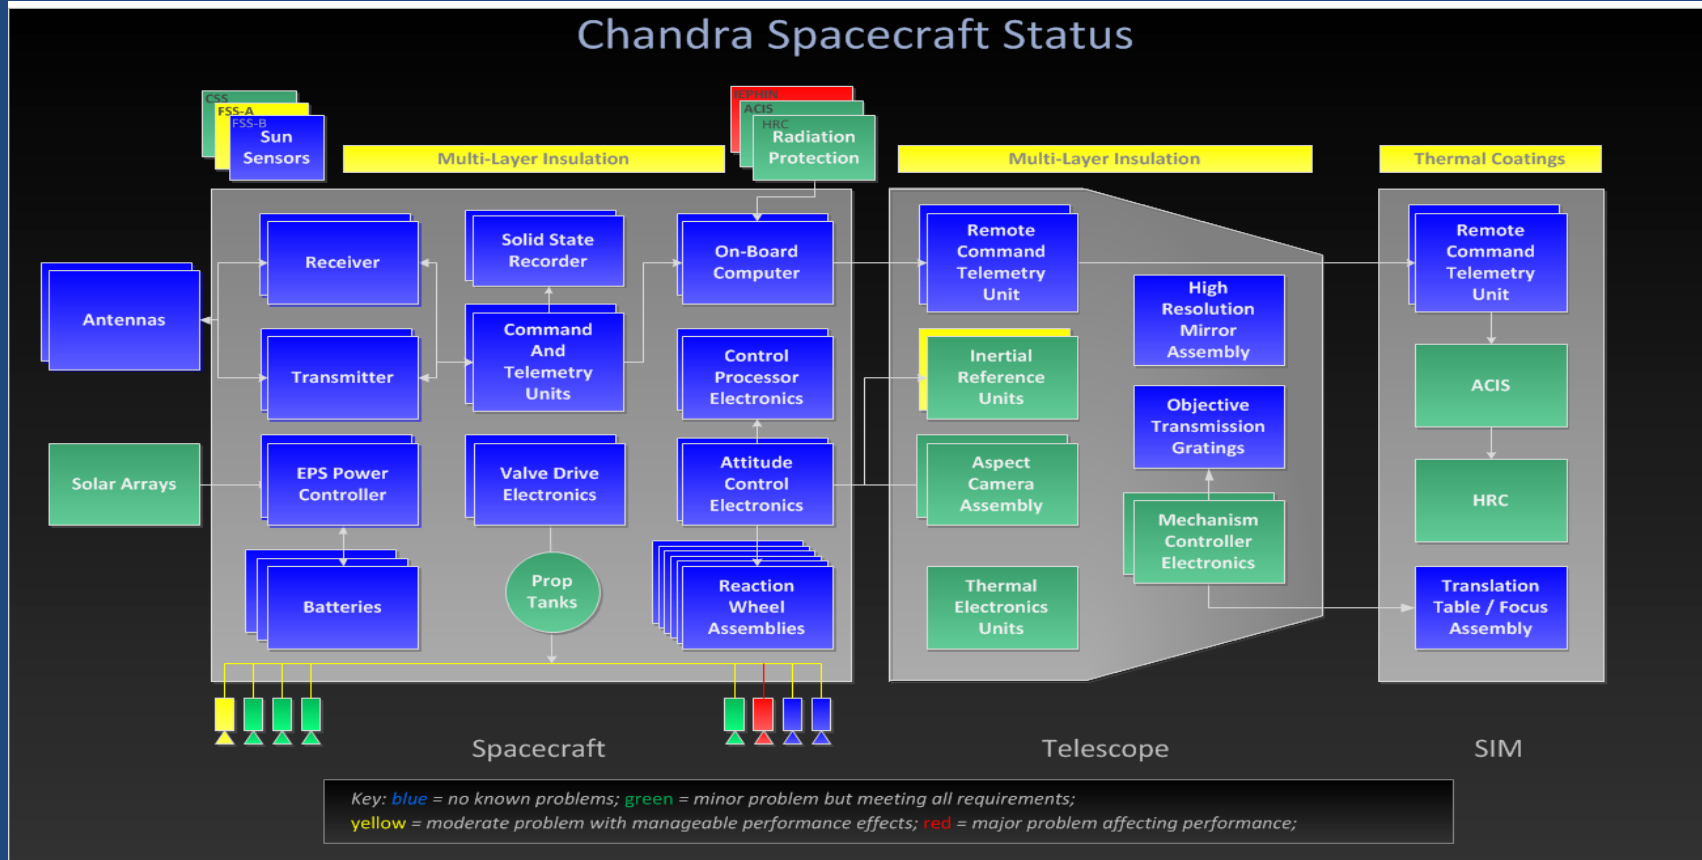 Chandra Spacecraft Status
CSS
FSS-A
FSS-B
Sun
Sensors
Multi-Layer Insulation
EPHIN
ACIS
HRC
Radiation
Protection
Multi-Layer Insulation
Thermal Coatings
Antennas
Solar Arrays
Receiver
Transmitter
EPS Power
Controller
Batteries
Solid State
Recorder
Command
And
Telemetry
Units
Valve Drive
Electronics
Prop
Tanks
On-Board
Computer
Control
Processor
Electronics
Attitude
Control
Electronics
Reaction
Wheel
Assemblies
Remote
Command
Telemetry
Unit
Inertial
Reference
Units
Aspect
Camera
Assembly
Thermal
Electronics
Units
High
Resolution
Mirror
Assembly
Objective
Transmission
Gratings
Mechanism
Controller
Electronics
Remote
Command
Telemetry
Unit
ACIS
HRC
Translation
Table / Focus
Assembly
Spacecraft
Telescope
SIM
Key: blue = no known problems; green = minor problem but meeting all requirements;
yellow = moderate problem with manageable performance effects; red = major problem affecting performance;